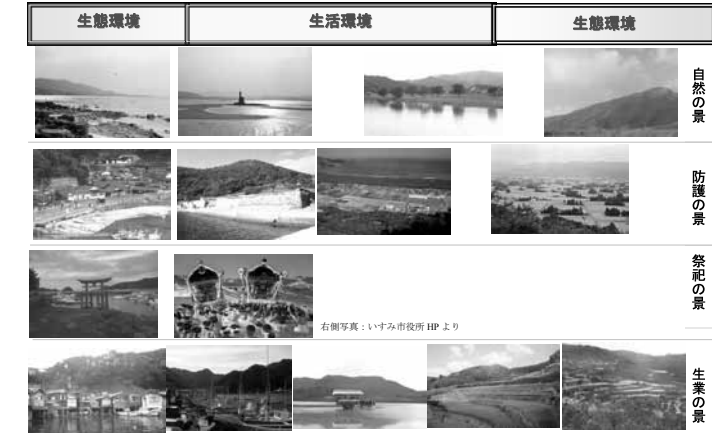 生態環境
生活環境
生態環境
自然の景
防護の景
祭祀の景
右側写真：いすみ市役所 HP より
生業の景